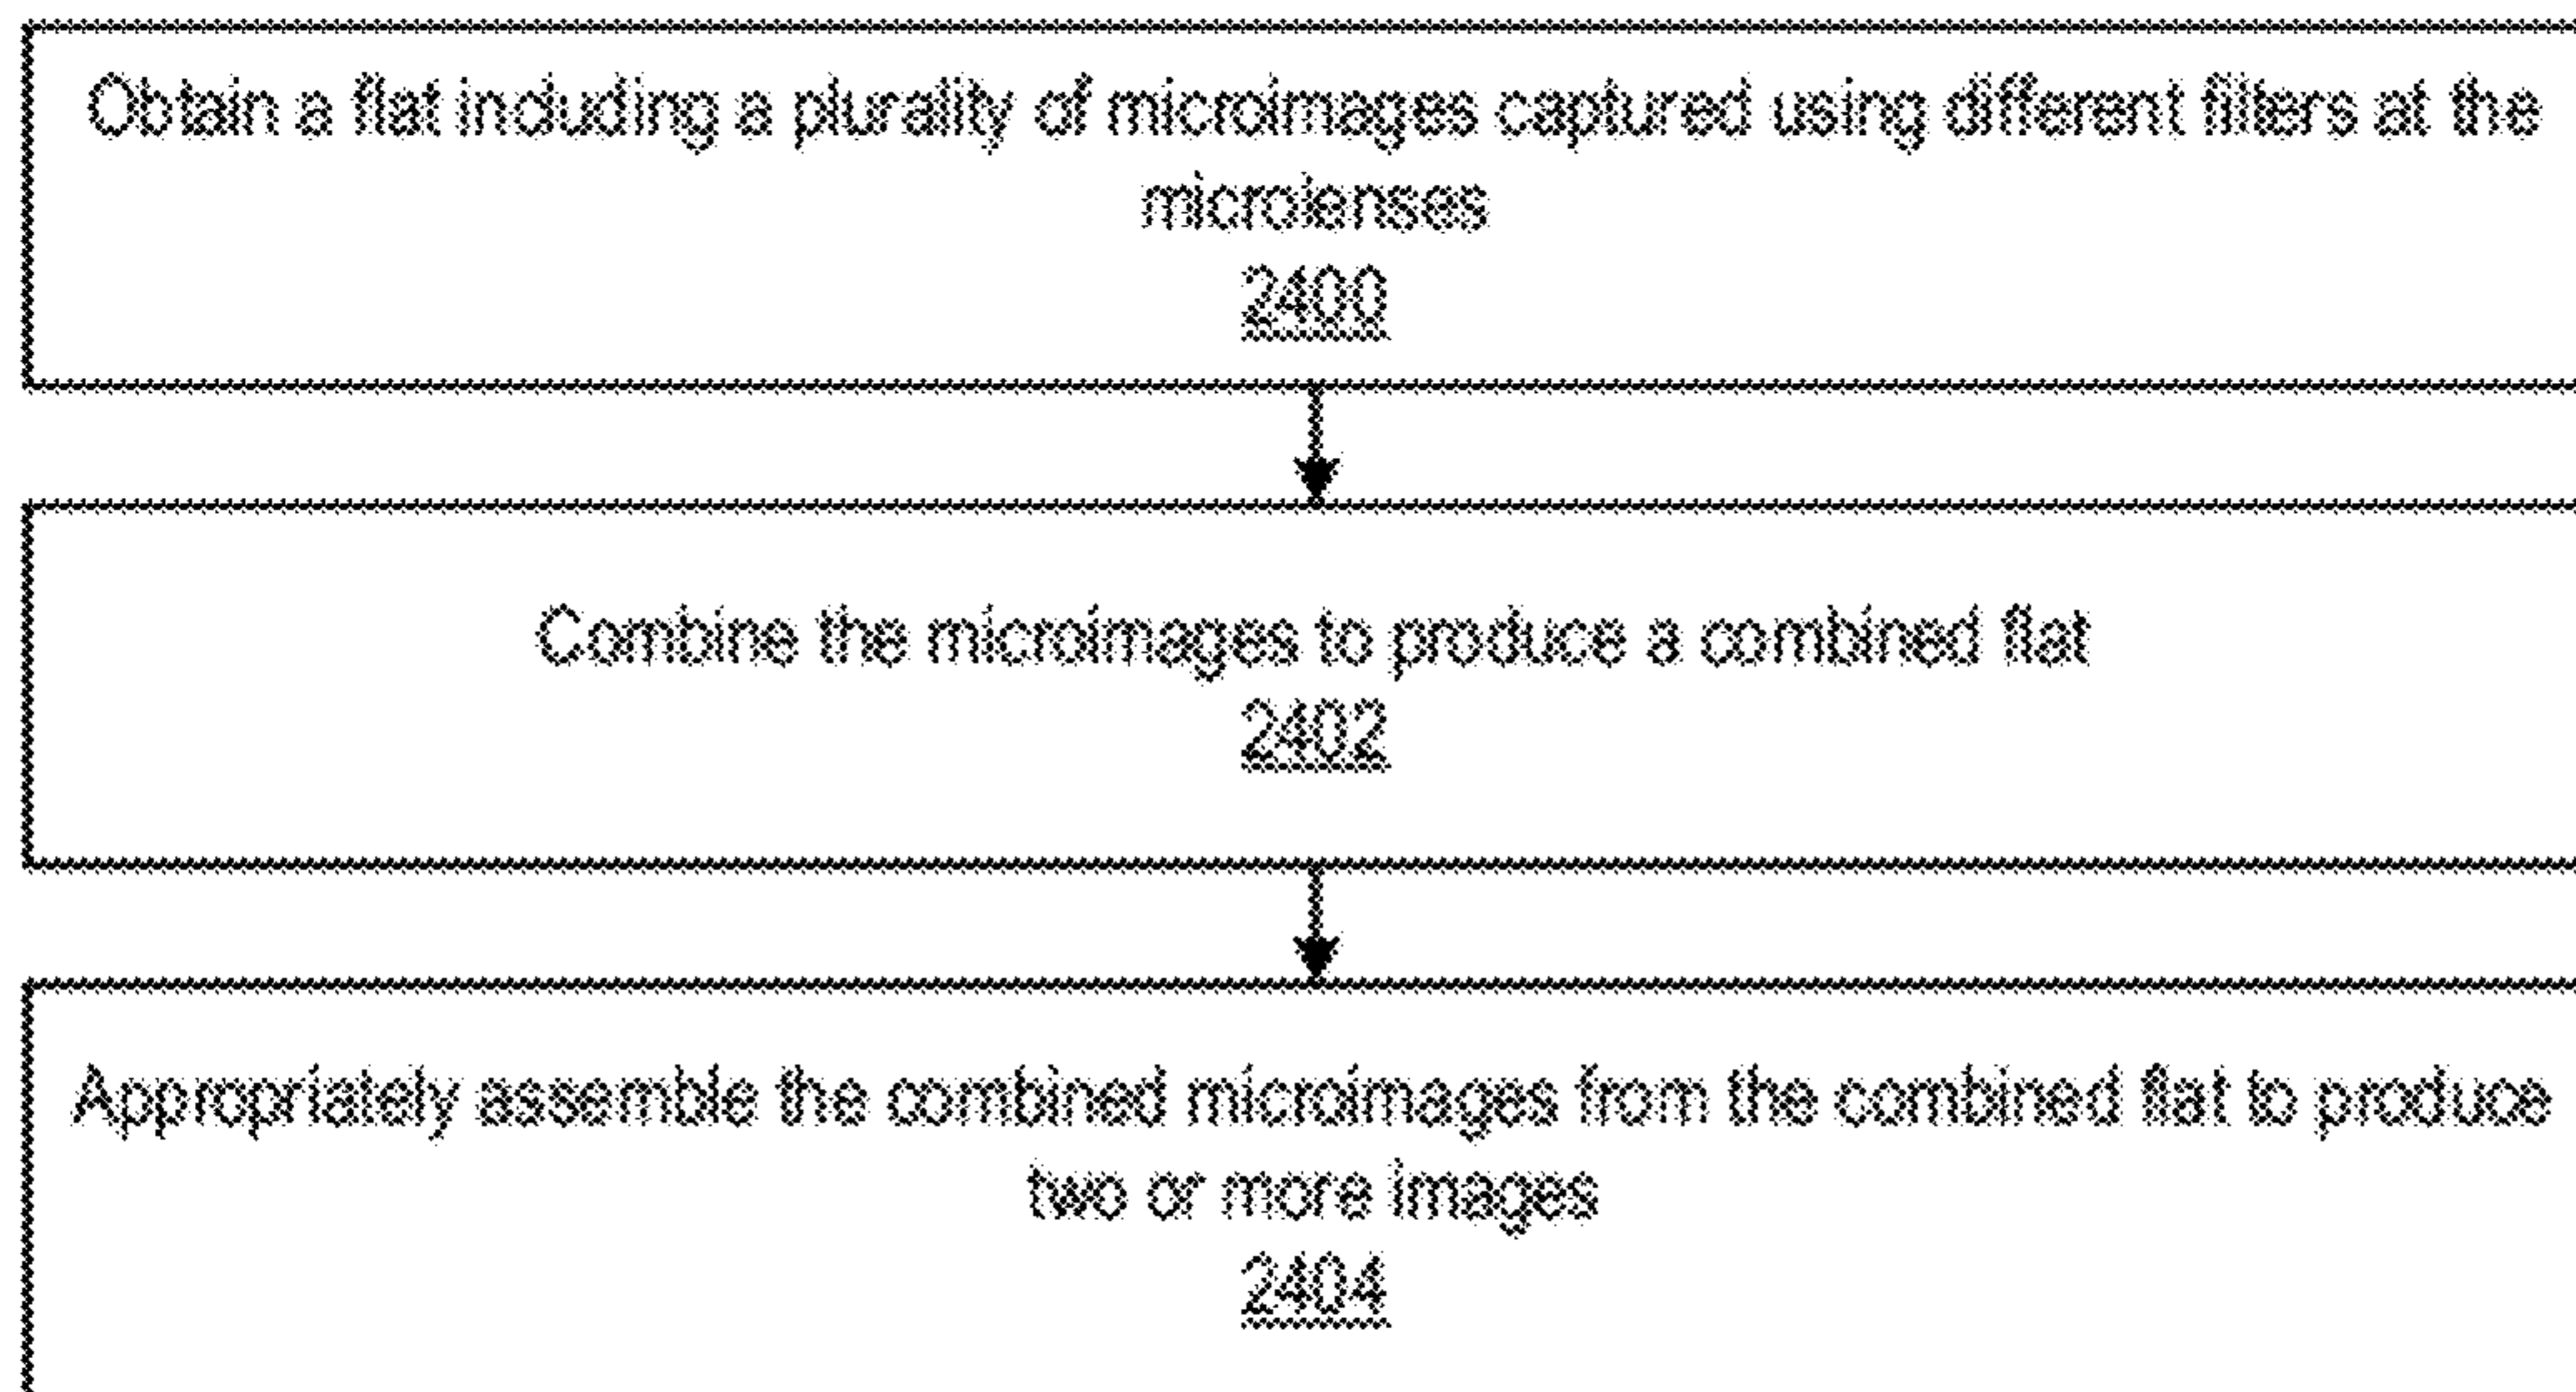 Obtain a flat including a plurality of microimages captured using different filters at the
microlenses
2400
Combine the microimages to produce a combined flat
2402
Appropriately assemble the combined microimages from the combined flat to produce
two or more images
2404